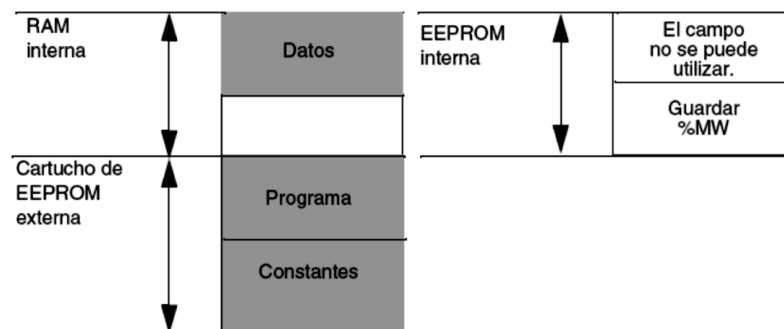 RAM
interna
Datos
EEPROM
interna
El campo
no se puede
utilizar.
Guardar
%MW
Cartucho de
EEPROM
externa
Programa
Constantes